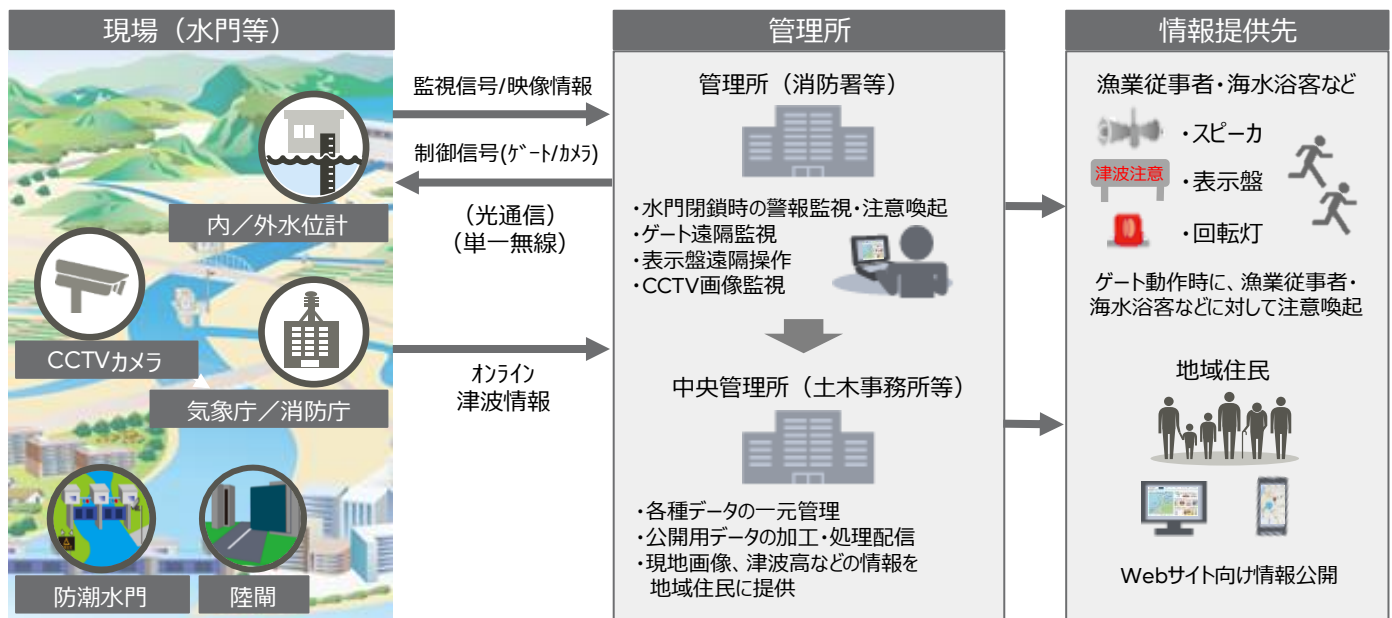 現場（水門等）
内／外水位計
CCTVカメラ
気象庁／消防庁
防潮水門
陸閘
監視信号/映像情報
制御信号(ｹﾞｰﾄ/ｶﾒﾗ)
（光通信）
（単一無線）
ｵﾝﾗｲﾝ
津波情報
管理所
管理所（消防署等）
・水門閉鎖時の警報監視・注意喚起
・ゲート遠隔監視
・表示盤遠隔操作
・CCTV画像監視
中央管理所（土木事務所等）
・各種データの一元管理
・公開用データの加工・処理配信
・現地画像、津波高などの情報を
地域住民に提供
情報提供先
漁業従事者・海水浴客など
・スピーカ
津波注意
・表示盤
・回転灯
ゲート動作時に、漁業従事者・
海水浴客などに対して注意喚起
地域住民
Webサイト向け情報公開